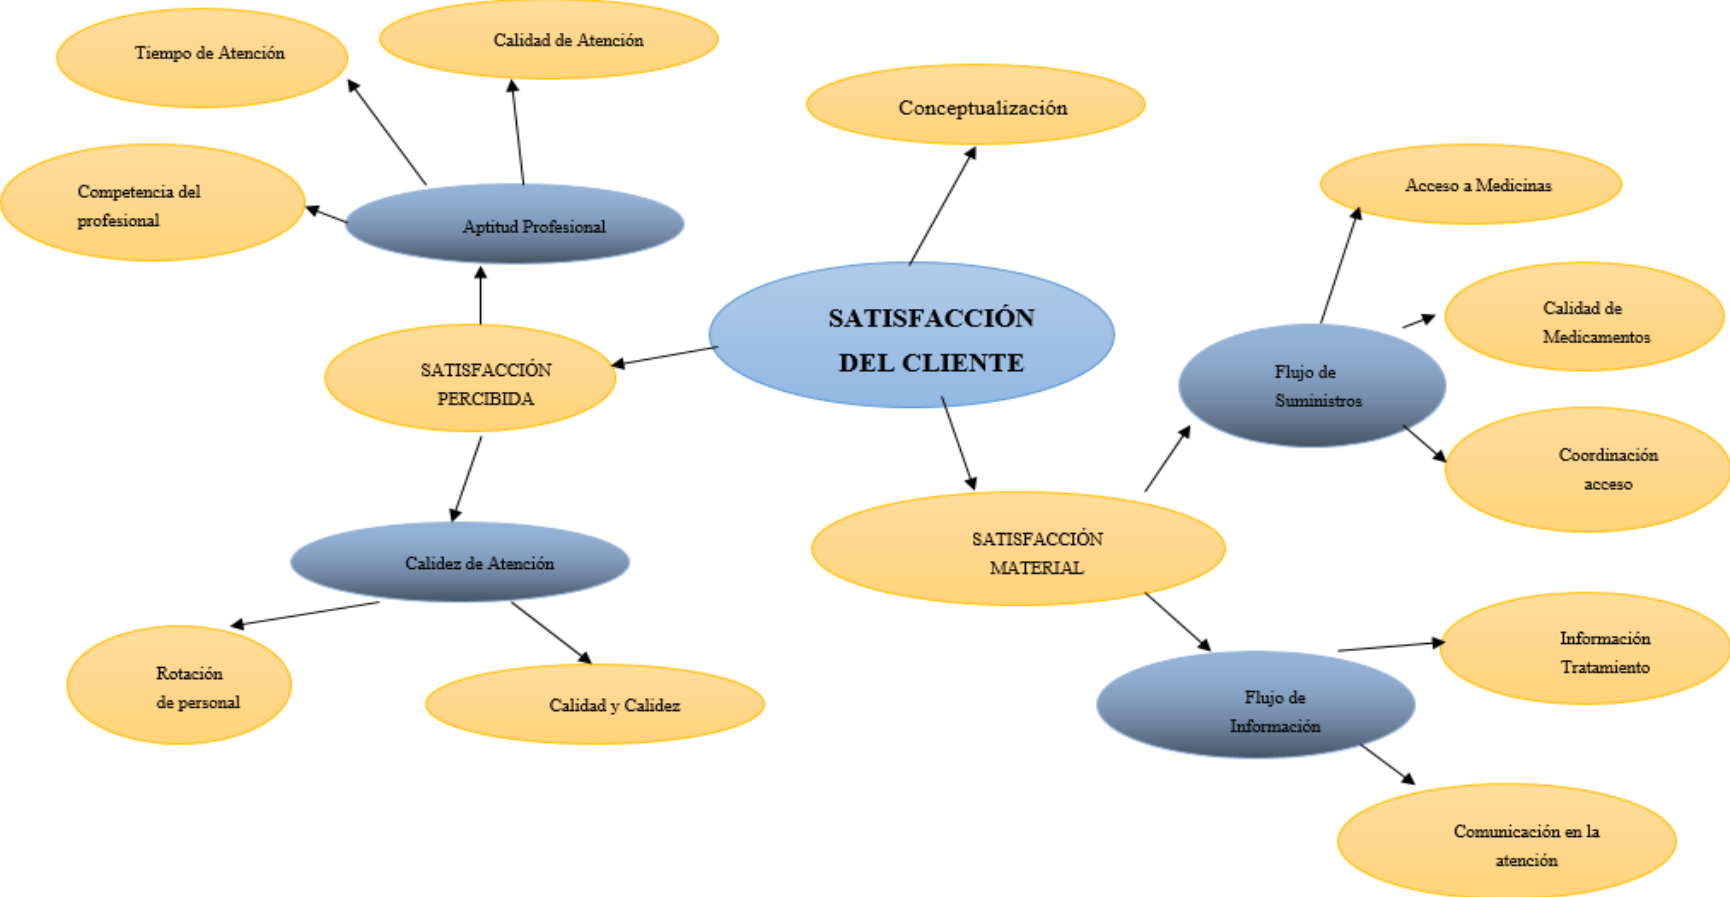 Calidad de Atención
Tiempo de Atención
Conceptualización
Acceso a Medicinas
Competencia del
profesional
Aptitud Profesional
SATISFACCIÓN
DEL CLIENTE
Calidad de
Medicamentos
SATISFACCIÓN
PERCIBIDA
Flujo de
Suministros
Coordinación
acceso
SATISFACCIÓN
MATERIAL
Calidez de Atención
Información
Tratamiento
Rotación
de personal
Calidad y Calidez
Flujo de
Información
Comunicación en la
atención